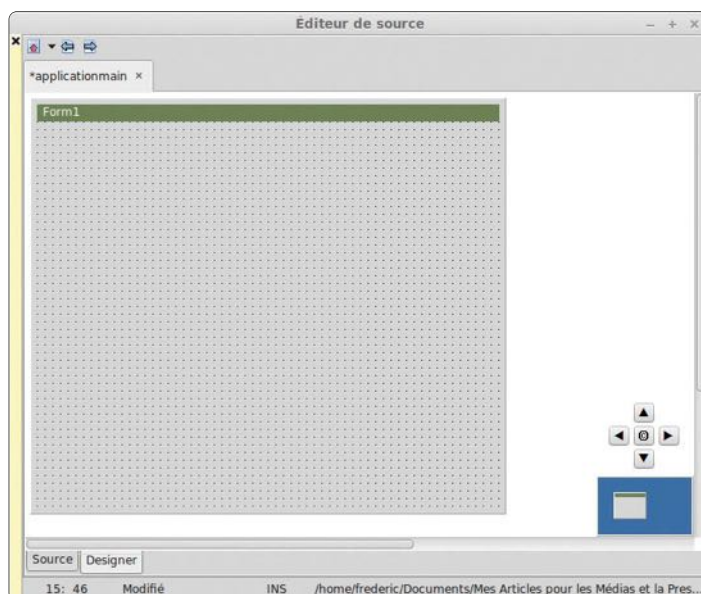 Éditeur de source
*applicationmain ×
Form1
Source Designer
15: 46 Modifié INS /home/frederic/Documents/Mes Articles pour les Médias et la Pres...